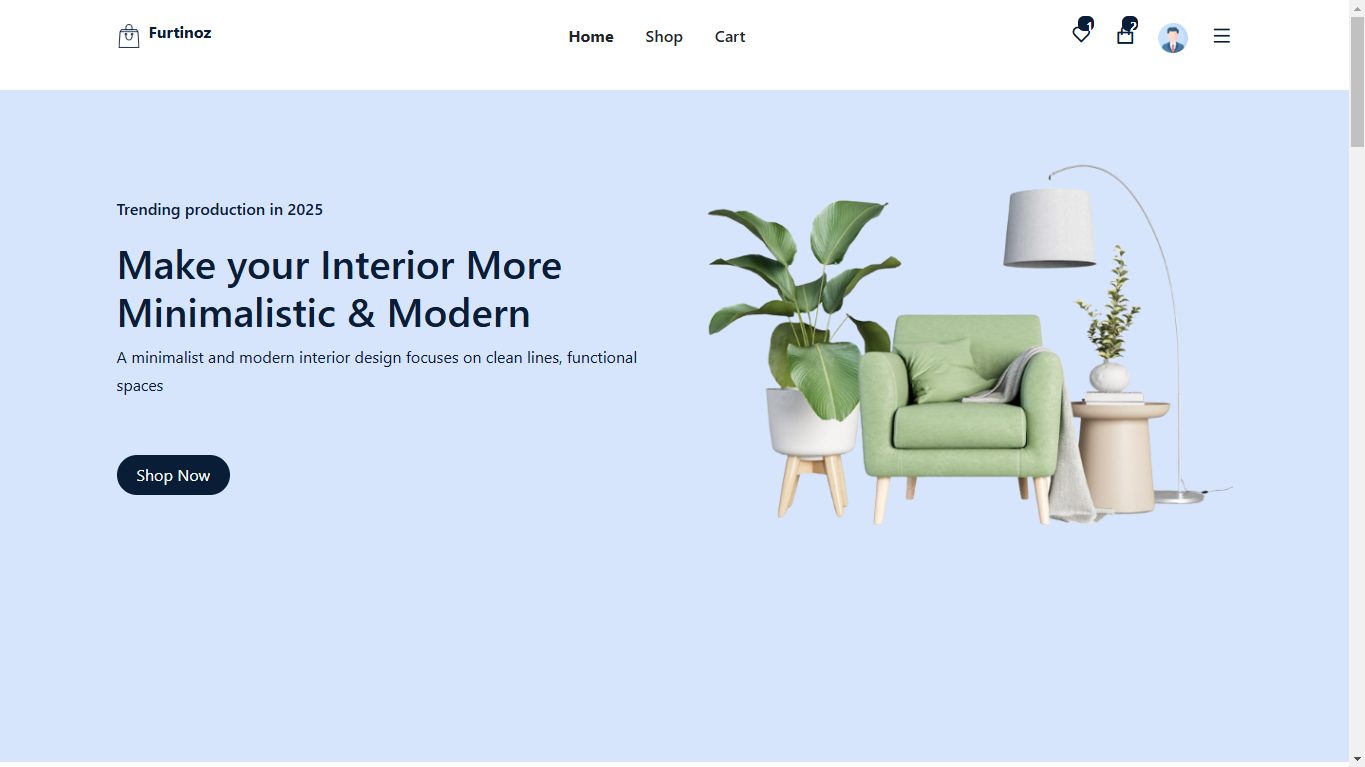 Furtinoz
Home
Shop
Cart
1
2
Trending production in 2025
Make your Interior More
Minimalistic & Modern
A minimalist and modern interior design focuses on clean lines, functional
spaces
Shop Now